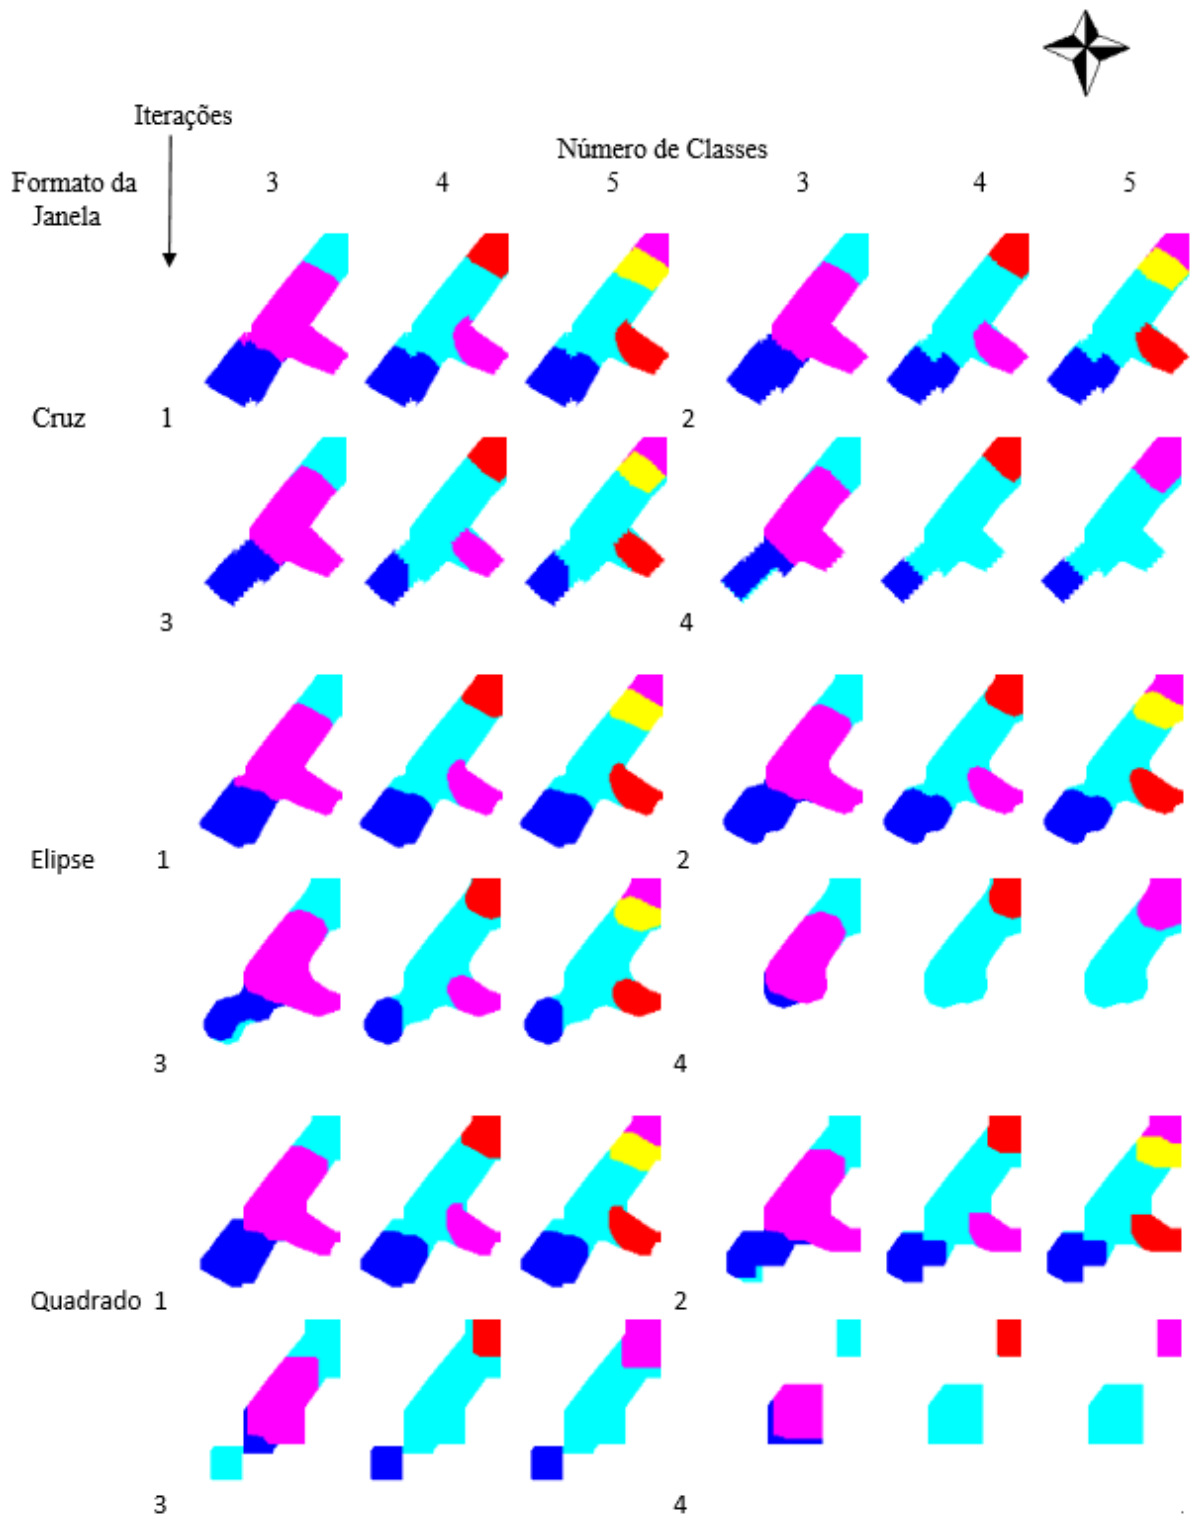 Iterações
Número de Classes
Formato da
Janela
3 4 5 3 4 5
Cruz 1 2
3 4
Elipse 1 2
3 4
Quadrado 1 2
3 4